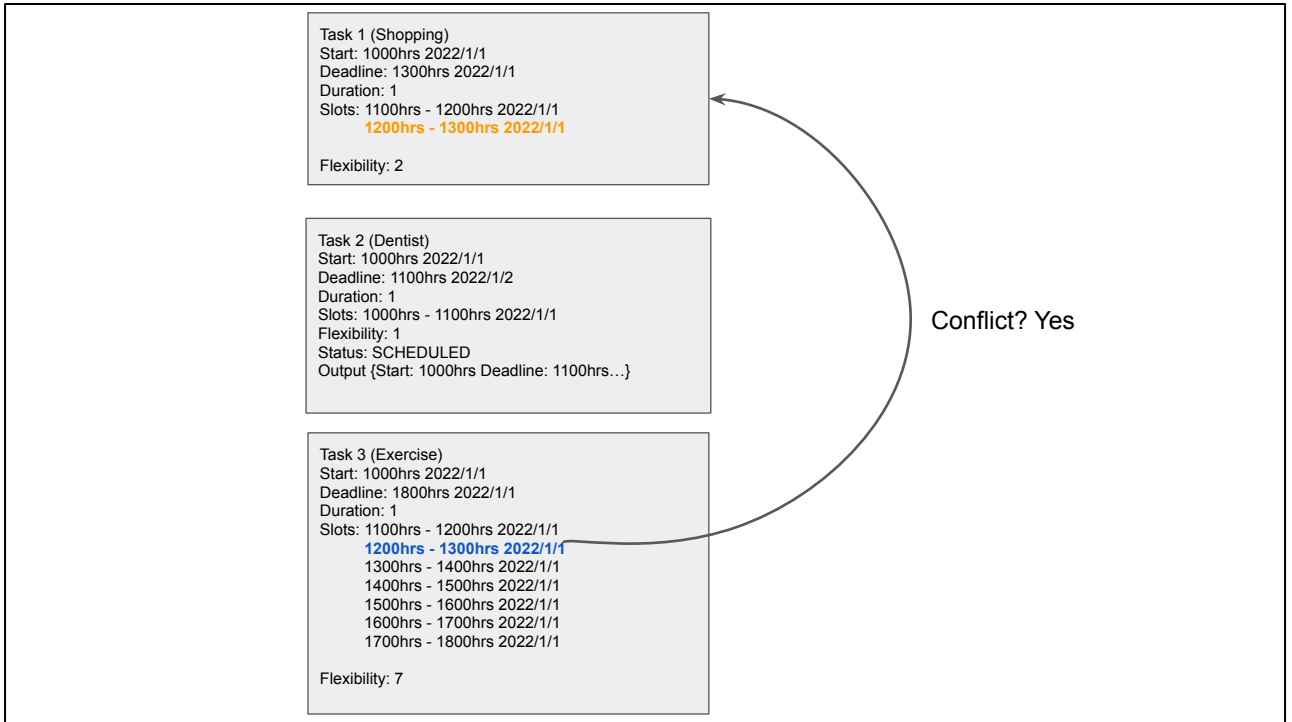 Task 1 (Shopping)
Start: 1000hrs 2022/1/1
Deadline: 1300hrs 2022/1/1
Duration: 1
Slots: 1100hrs - 1200hrs 2022/1/1
1200hrs - 1300hrs 2022/1/1
Flexibility: 2
Task 2 (Dentist)
Start: 1000hrs 2022/1/1
Deadline: 1100hrs 2022/1/2
Duration: 1
Slots: 1000hrs - 1100hrs 2022/1/1
Flexibility: 1
Status: SCHEDULED
Output {Start: 1000hrs Deadline: 1100hrs…}
Conflict? Yes
Task 3 (Exercise)
Start: 1000hrs 2022/1/1
Deadline: 1800hrs 2022/1/1
Duration: 1
Slots: 1100hrs - 1200hrs 2022/1/1
1200hrs - 1300hrs 2022/1/1
1300hrs - 1400hrs 2022/1/1
1400hrs - 1500hrs 2022/1/1
1500hrs - 1600hrs 2022/1/1
1600hrs - 1700hrs 2022/1/1
1700hrs - 1800hrs 2022/1/1
Flexibility: 7